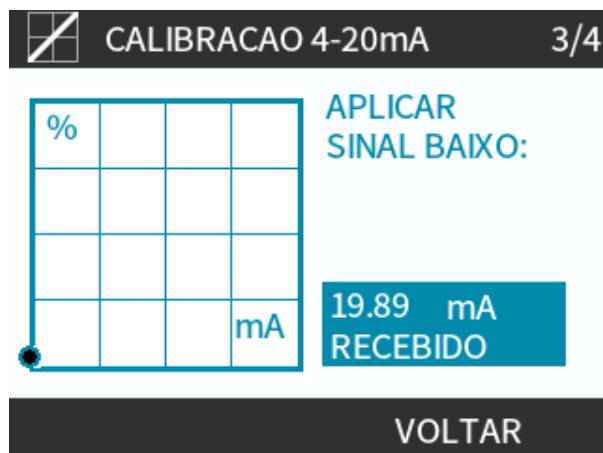 CALIBRACAO 4-20mA 3/4
%
APLICAR
SINAL BAIXO:
mA
19.89 mA
RECEBIDO
VOLTAR